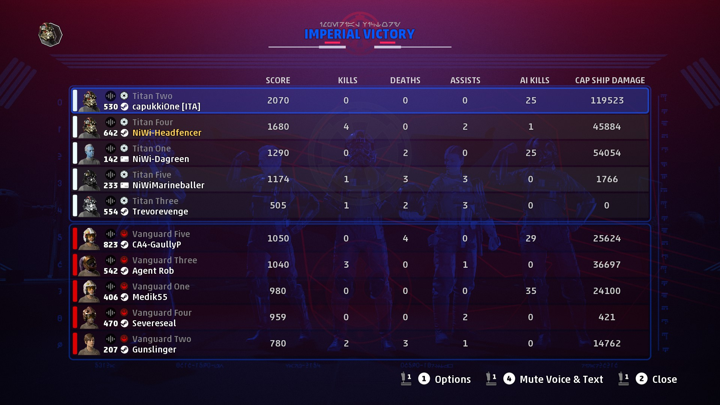 IMPERIAL VICTORY
SCORE KILLS DEATHS ASSISTS AI KILLS CAP SHIP DAMAGE
Titan Two
530 capukkiOne [ITA] 2070 0 0 0 25 119523
Titan Four
642 NiWi-Headfencer 1680 4 0 2 1 45884
Titan One
142 NiWi-Dagreen 1290 0 2 0 25 54054
Titan Five
233 NiWiMarineballer 1174 1 3 3 0 1766
Titan Three
554 Trevorevenge 505 1 2 3 0 0
Vanguard Five
823 CA4-GaullyP 1050 0 4 0 29 25624
Vanguard Three
542 Agent Rob 1040 3 0 1 0 36697
Vanguard One
406 Medik55 980 0 0 0 35 24100
Vanguard Four
470 Severeseal 959 0 0 2 0 421
Vanguard Two
207 Gunslinger 780 2 3 1 0 14762
1 1 Options 1 4 Mute Voice & Text 1 2 Close